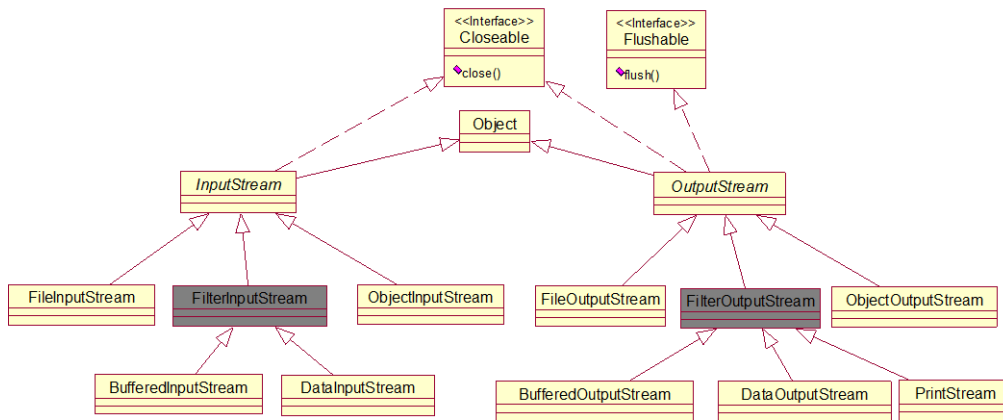 <<Interface>>
Closeable
close()
<<Interface>>
Flushable
flush()
Object
InputStream
OutputStream
FileInputStream
FilterInputStream
ObjectInputStream
FileOutputStream
FilterOutputStream
ObjectOutputStream
BufferedInputStream
DataInputStream
BufferedOutputStream
DataOutputStream
PrintStream